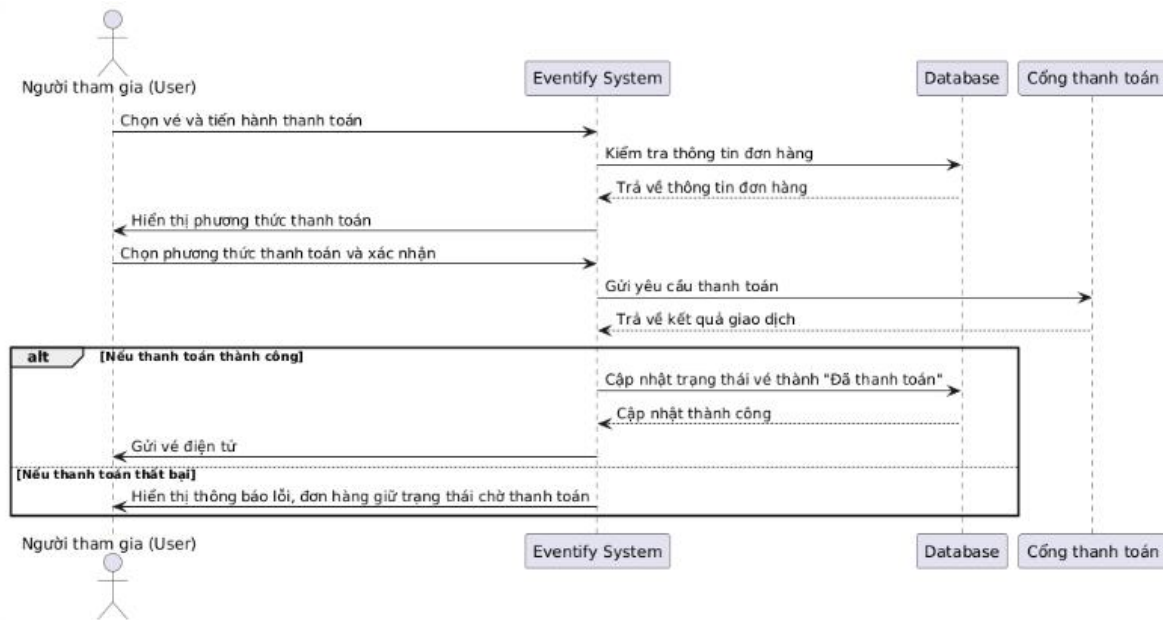 Người tham gia (User)
Eventify System
Database
Cổng thanh toán
Chọn vé và tiến hành thanh toán
Kiểm tra thông tin đơn hàng
Trả về thông tin đơn hàng
Hiển thị phương thức thanh toán
Chọn phương thức thanh toán và xác nhận
Gửi yêu cầu thanh toán
Trả về kết quả giao dịch
alt
[Nếu thanh toán thành công]
Cập nhật trạng thái vé thành "Đã thanh toán"
Cập nhật thành công
Gửi vé điện tử
[Nếu thanh toán thất bại]
Hiển thị thông báo lỗi, đơn hàng giữ trạng thái chờ thanh toán
Người tham gia (User)
Eventify System
Database
Cổng thanh toán